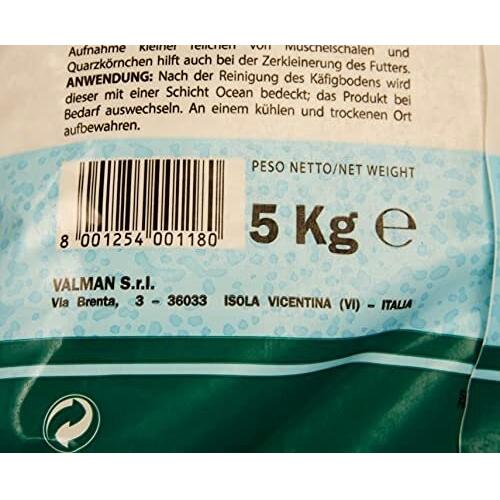 Aufnahme kleiner Teilchen von Muschelschalen und
Quarzkörnchen hilft auch bei der Zerkleinerung des Futters.
ANWENDUNG: Nach der Reinigung des Käfigbodens wird
dieser mit einer Schicht Ocean bedeckt; das Produkt bei
Bedarf auswechseln. An einem kühlen und trockenen Ort
aufbewahren.
PESO NETTO/NET WEIGHT
5 Kg ℮
8 001254 001180
VALMAN S.r.l.
Via Brenta, 3 - 36033 ISOLA VICENTINA (VI) - ITALIA